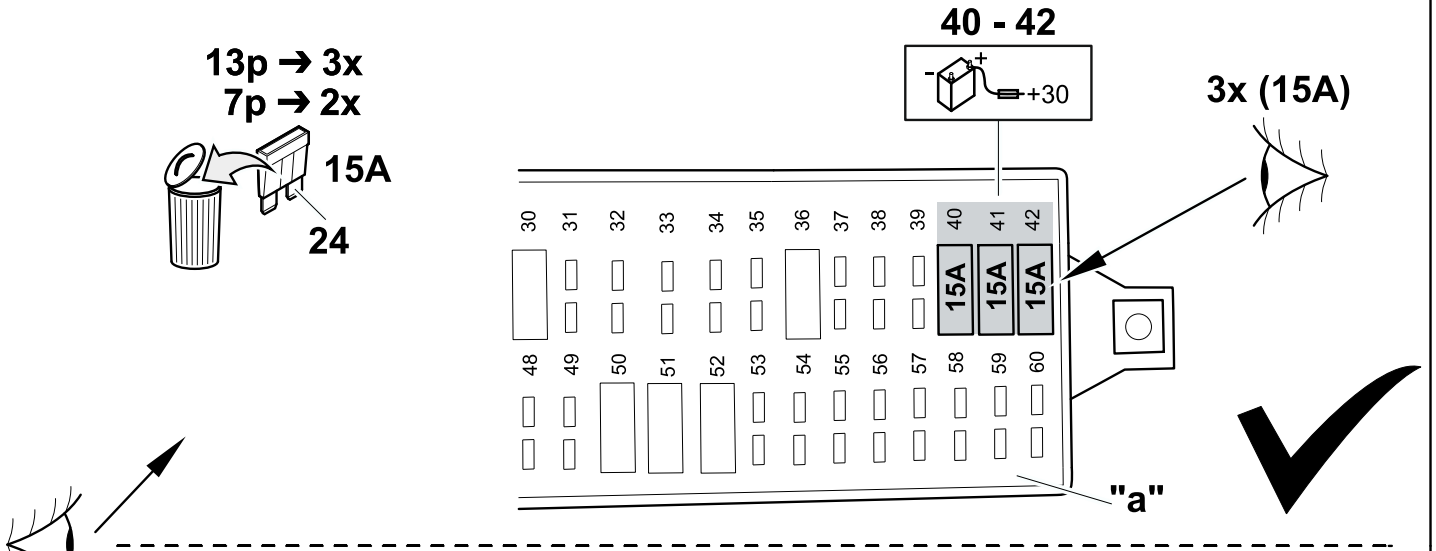 13p → 3x
7p → 2x
15A
24
40 - 42
- +
+30
3x (15A)
30 31 32 33 34 35 36 37 38 39 40 41 42
15A 15A 15A
48 49 50 51 52 53 54 55 56 57 58 59 60
"a"